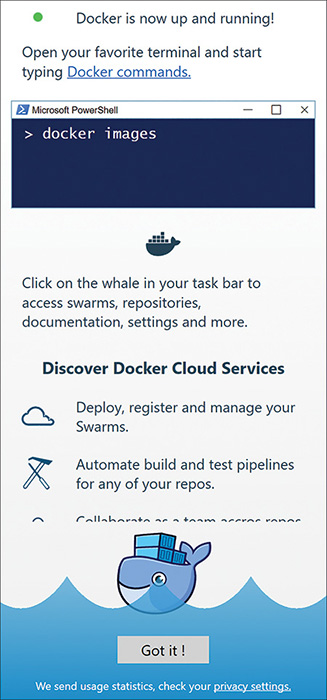 Docker is now up and running!
Open your favorite terminal and start
typing Docker commands.
Microsoft PowerShell
> docker images
Click on the whale in your task bar to
access swarms, repositories,
documentation, settings and more.
Discover Docker Cloud Services
Deploy, register and manage your
Swarms.
Automate build and test pipelines
for any of your repos.
Collaborate as a team accros repos
Got it !
We send usage statistics, check your privacy settings.